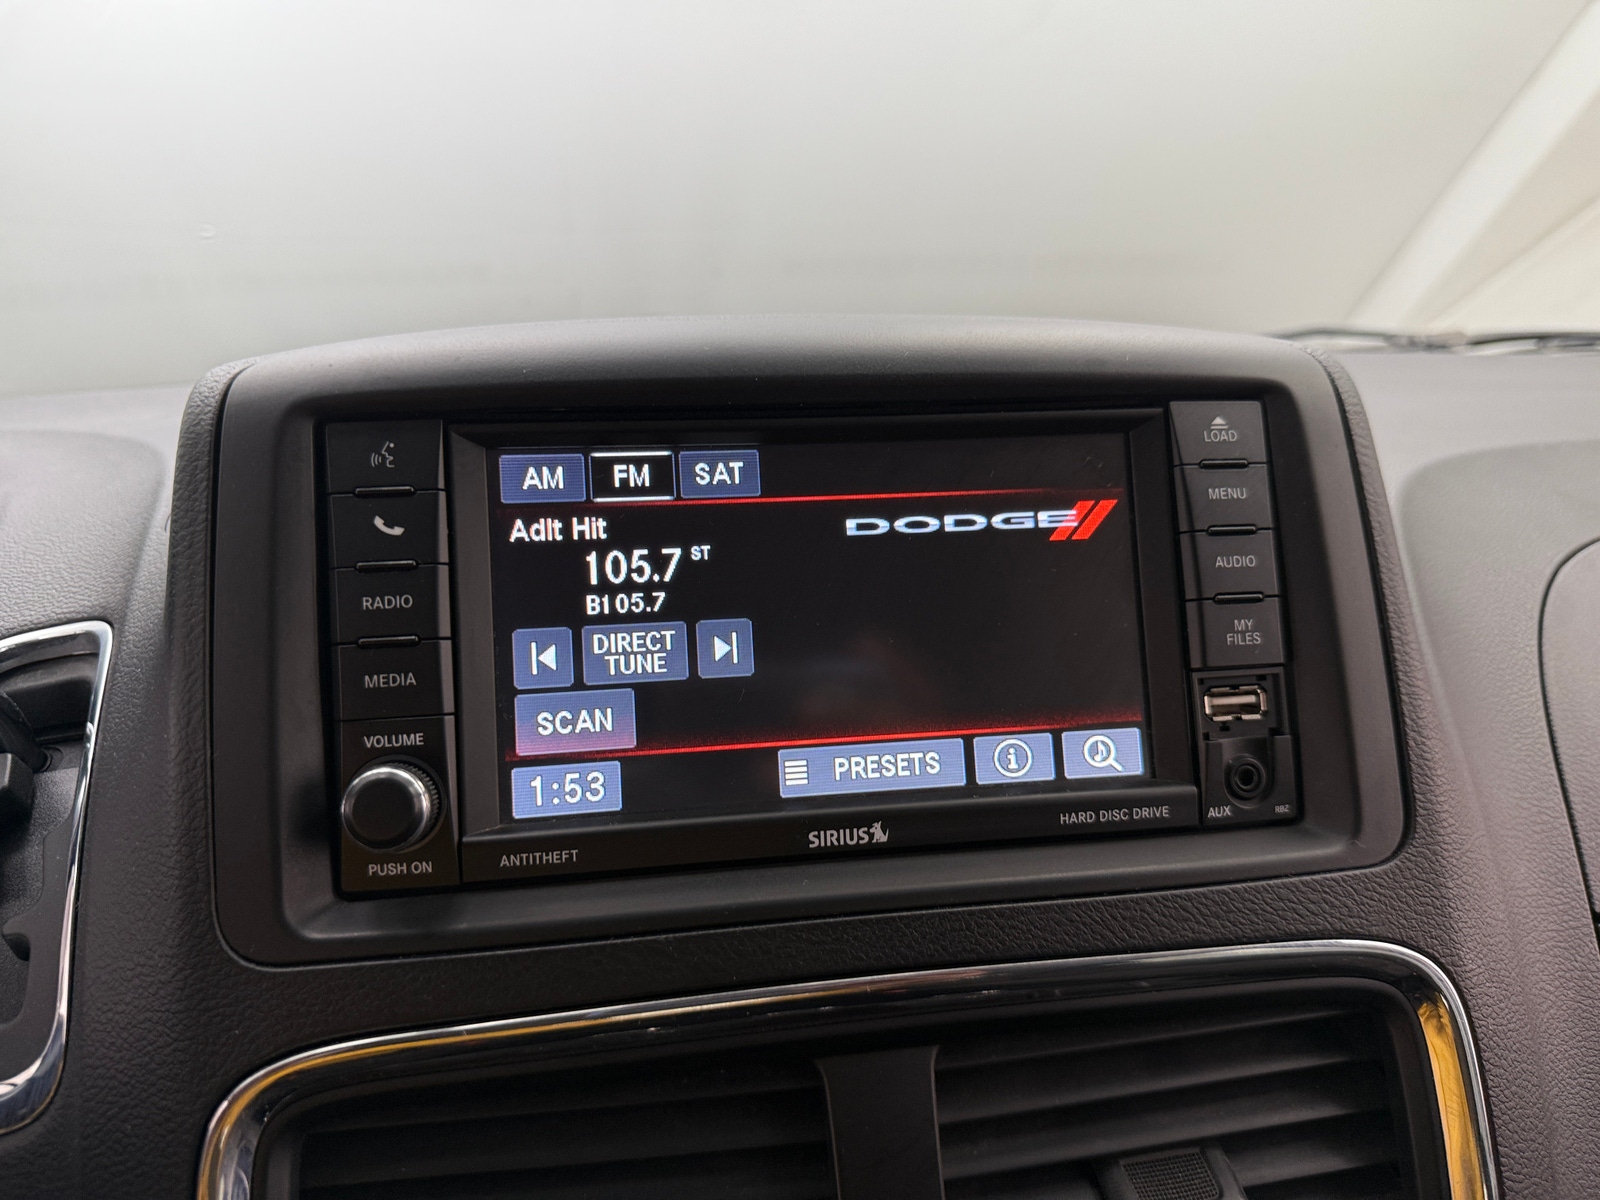 AM FM SAT
DODGE
Adlt Hit
105.7 ST
B105.7
DIRECT
TUNE
SCAN
1:53
PRESETS
RADIO
MEDIA
VOLUME
PUSH ON
LOAD
MENU
AUDIO
MY
FILES
AUX
RBZ
ANTITHEFT
SIRIUS
HARD DISC DRIVE